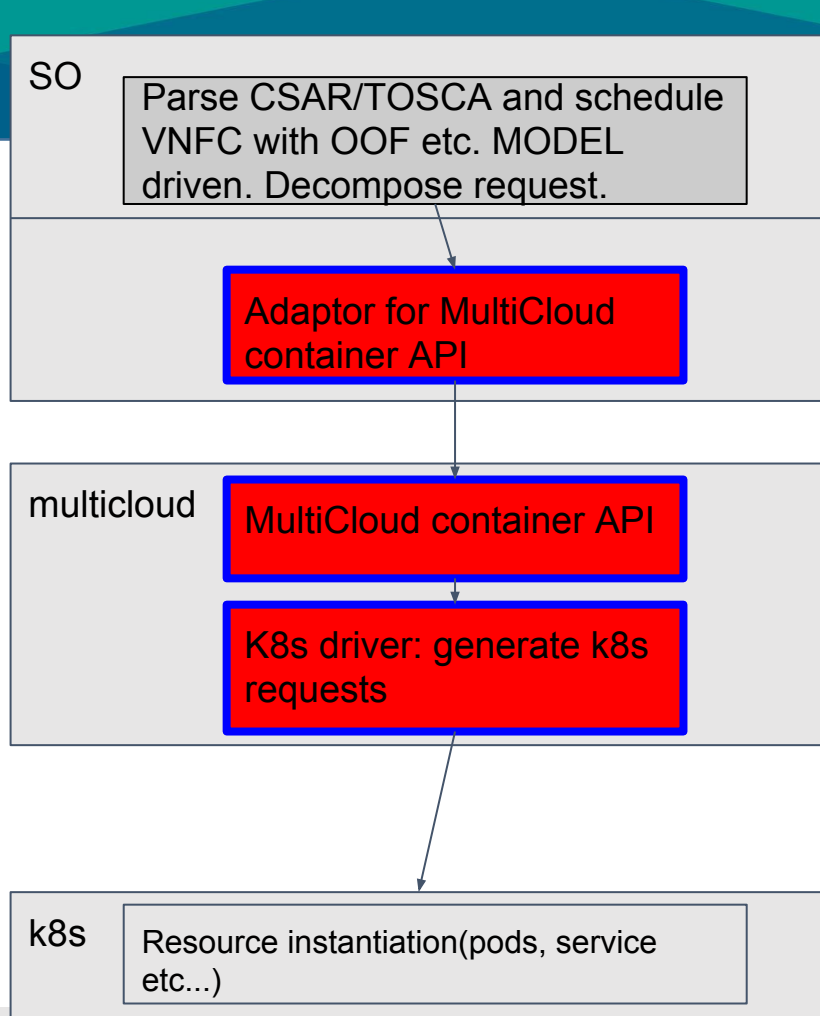 SO
Parse CSAR/TOSCA and schedule
VNFC with OOF etc. MODEL
driven. Decompose request.
Adaptor for MultiCloud
container API
multicloud
MultiCloud container API
K8s driver: generate k8s
requests
k8s
Resource instantiation(pods, service
etc...)